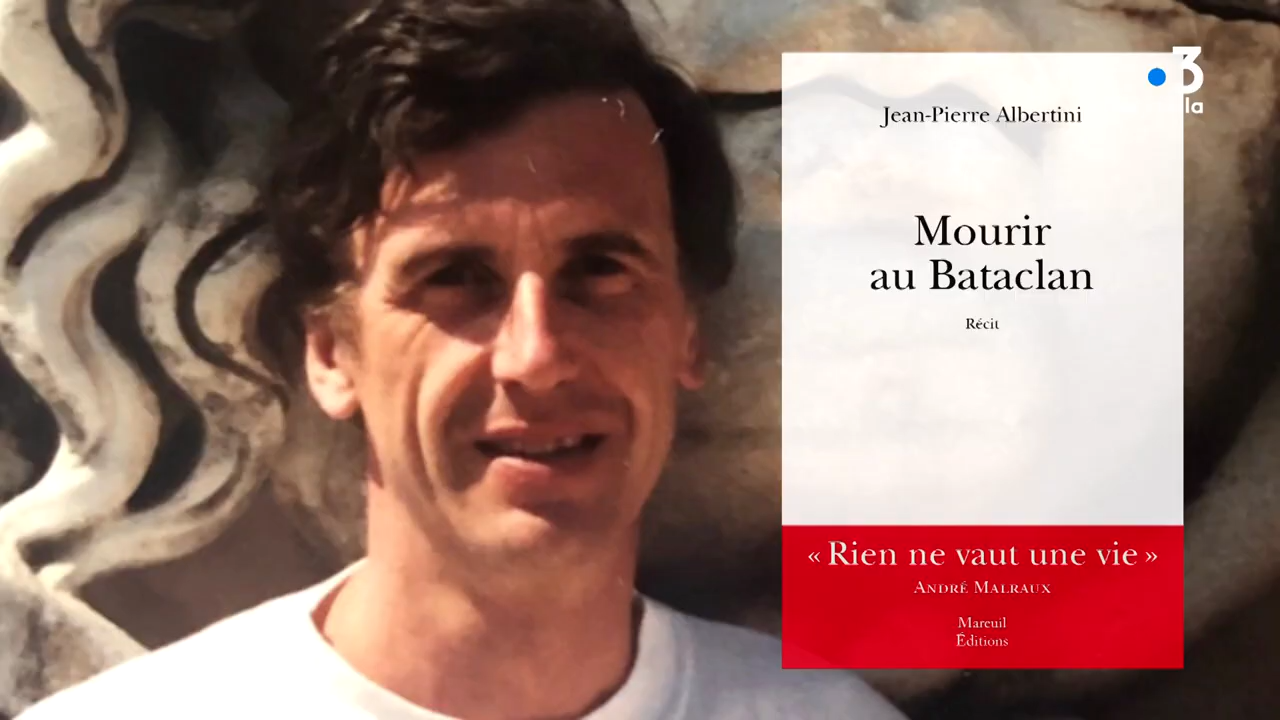 Jean-Pierre Albertini
Mourir
au Bataclan
Récit
« Rien ne vaut une vie »
André Malraux
Mareuil
Éditions
3
la